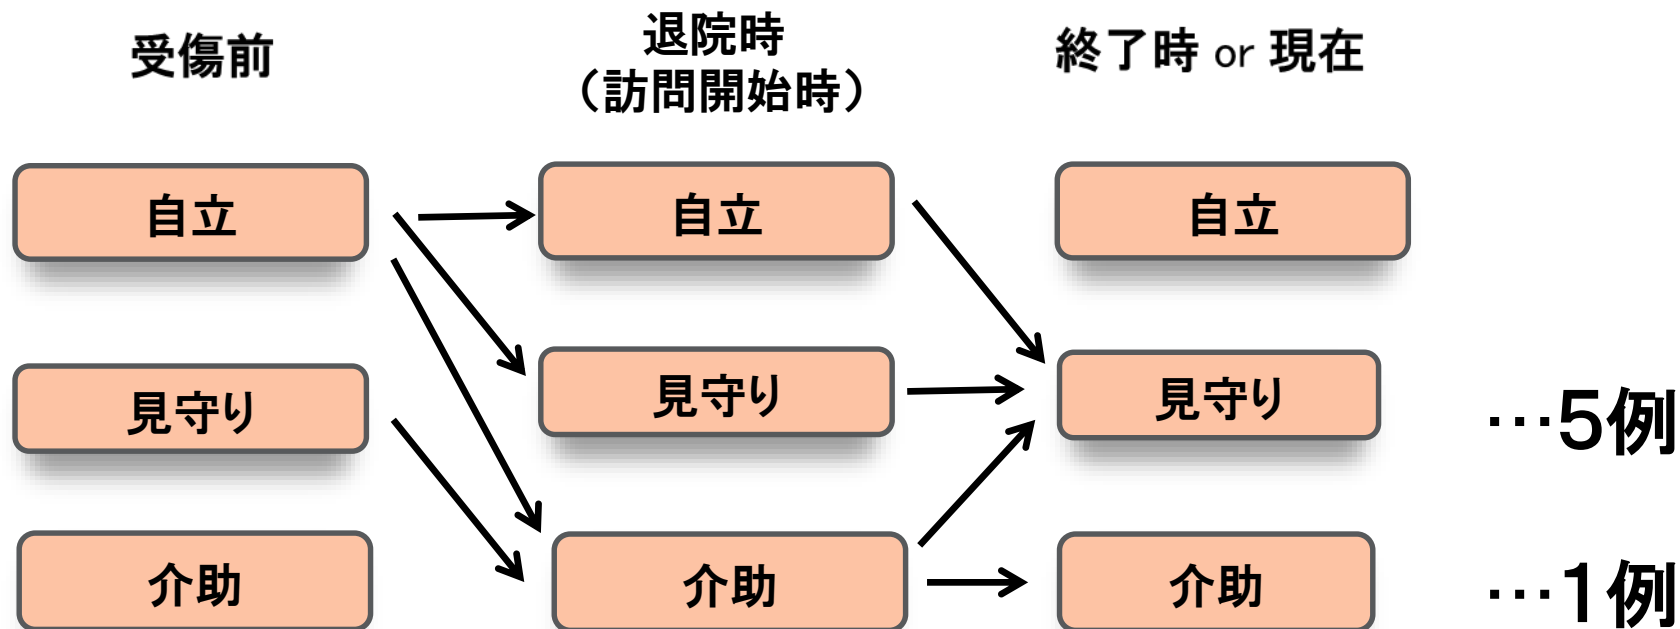 受傷前
退院時
（訪問開始時）
終了時 or 現在
自立
自立
自立
見守り
見守り
見守り
…5例
介助
介助
介助
…1例